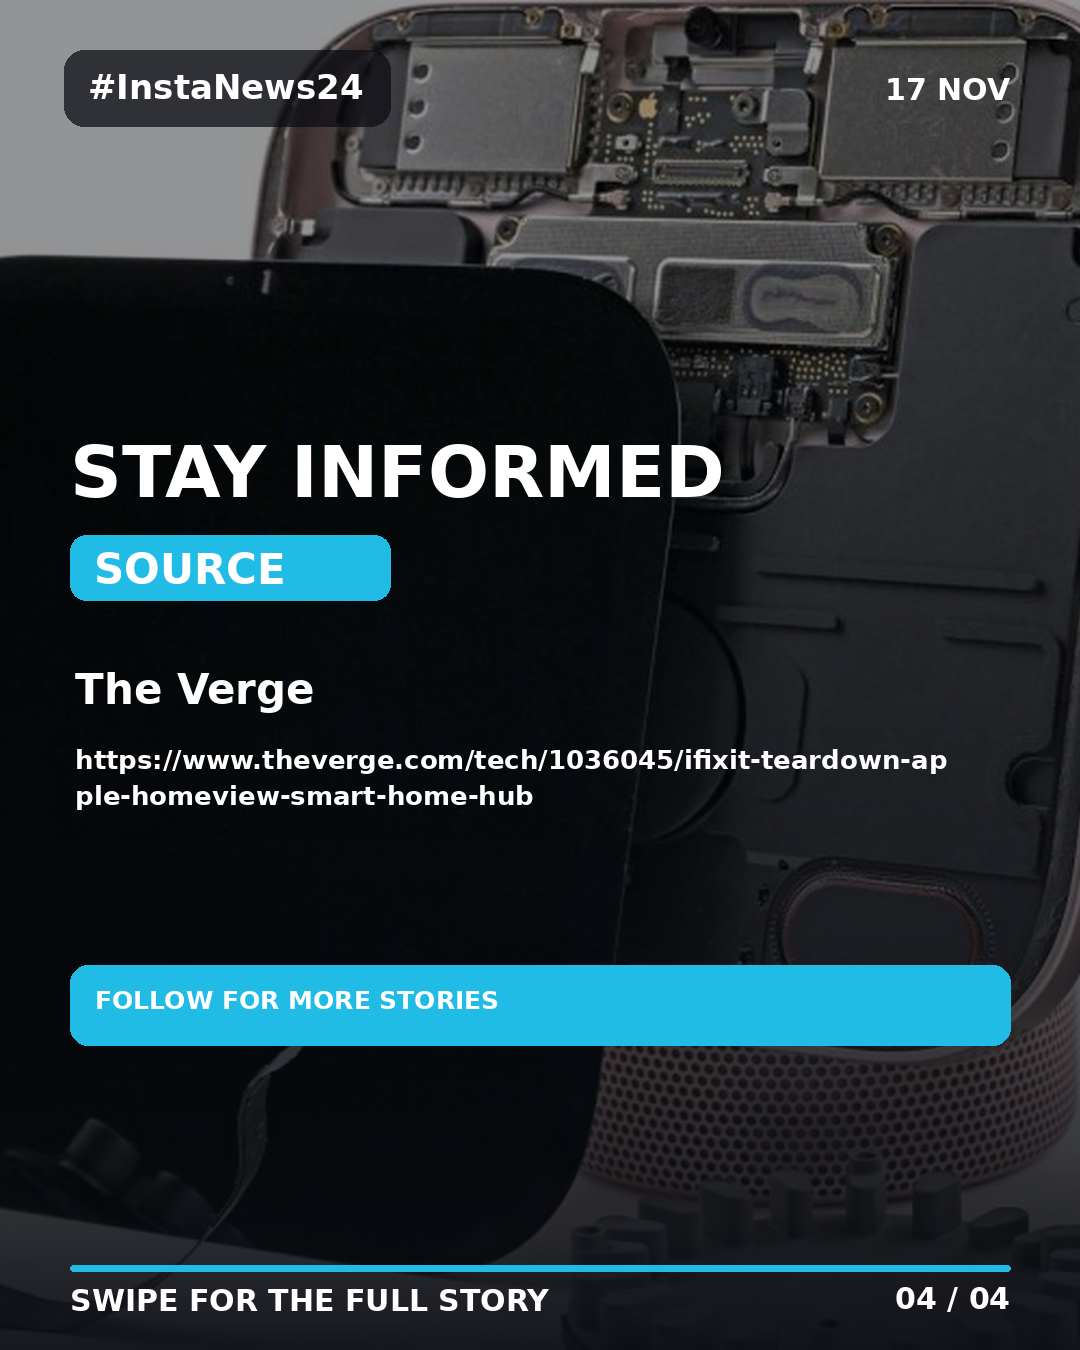 #InstaNews24
17 NOV
STAY INFORMED
SOURCE
The Verge
https://www.theverge.com/tech/1036045/ifixit-teardown-ap
ple-homeview-smart-home-hub
FOLLOW FOR MORE STORIES
SWIPE FOR THE FULL STORY
04 / 04